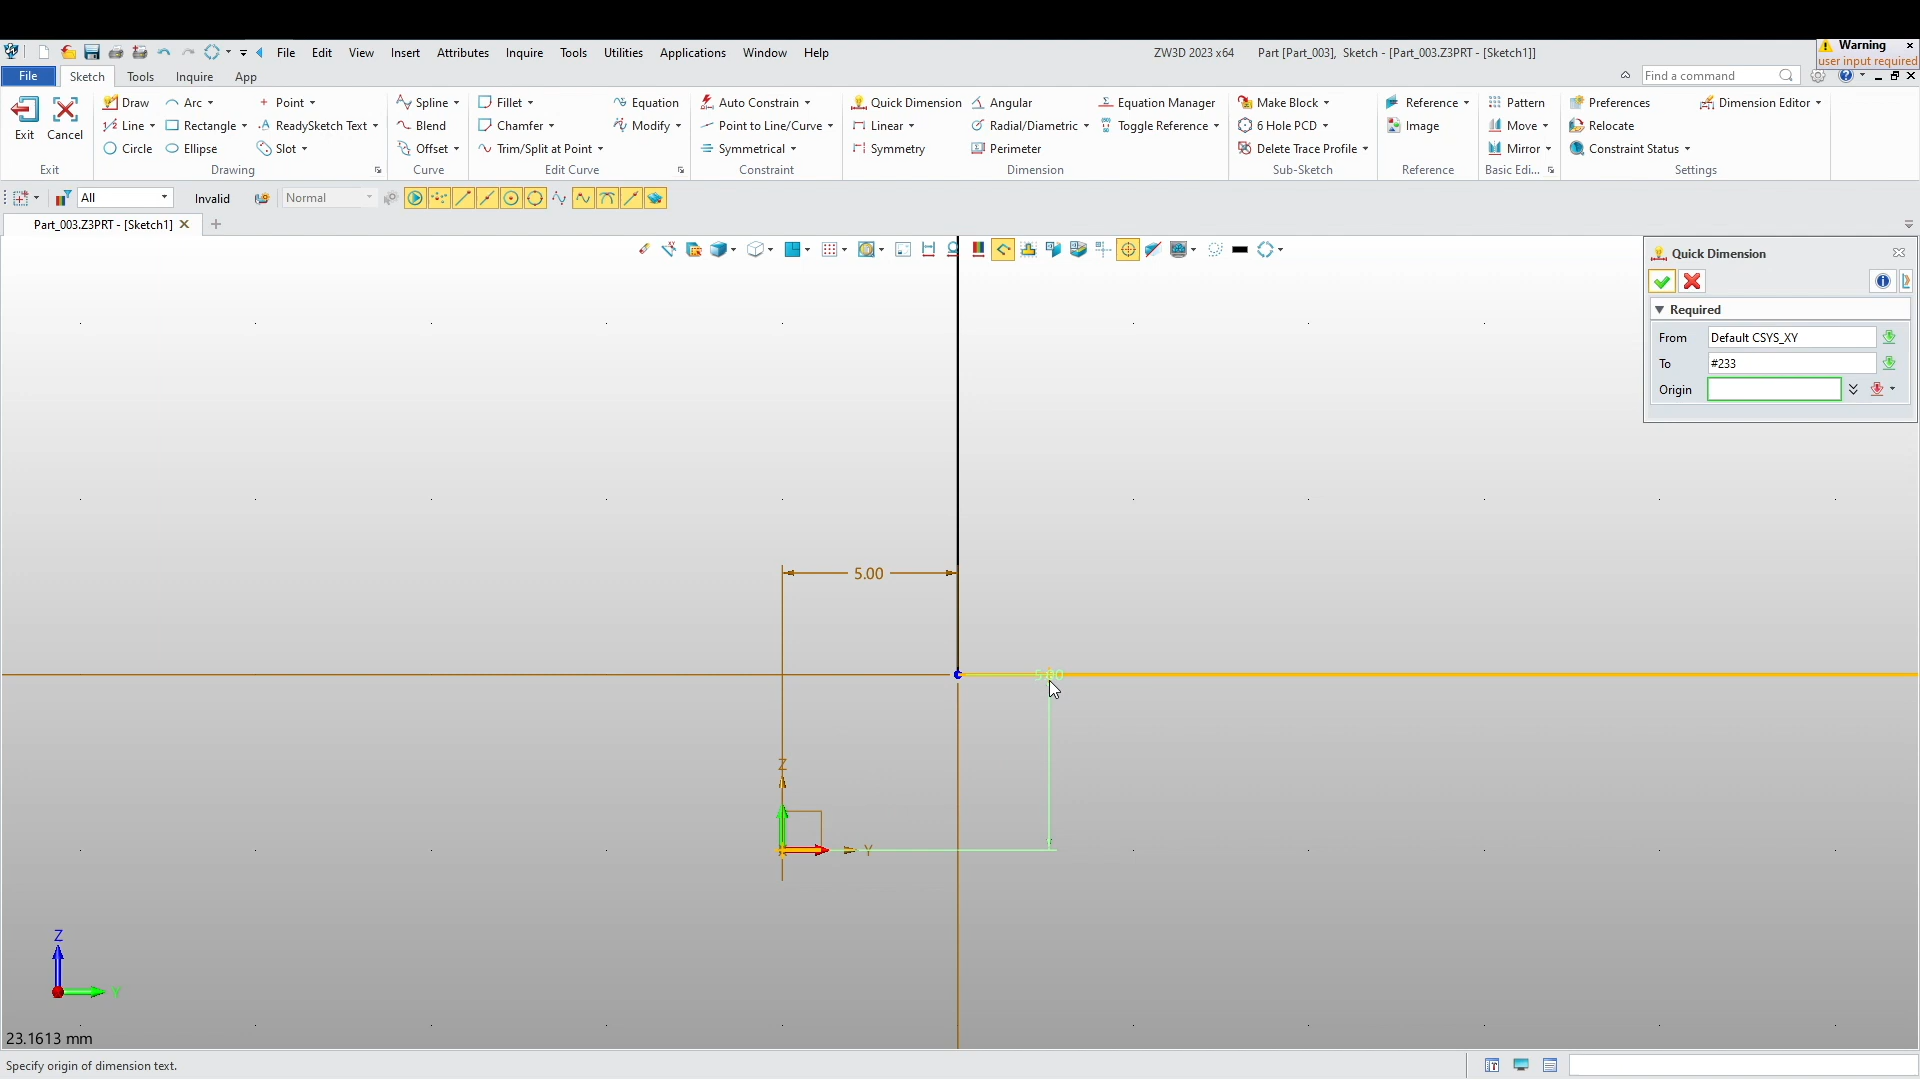 File Edit View Insert Attributes Inquire Tools Utilities Applications Window Help ZW3D 2023 x64 Part [Part_003], Sketch - [Part_003.Z3PRT - [Sketch1]] Warning
user input required
File Sketch Tools Inquire App Find a command
Exit Cancel Draw Arc Point Spline Fillet Equation Auto Constrain Quick Dimension Angular Equation Manager Make Block Reference Pattern Preferences Dimension Editor
Line Rectangle ReadySketch Text Blend Chamfer Modify Point to Line/Curve Linear Radial/Diametric Toggle Reference 6 Hole PCD Image Move Relocate
Circle Ellipse Slot Offset Trim/Split at Point Symmetrical Symmetry Perimeter Delete Trace Profile Mirror Constraint Status
Exit Drawing Curve Edit Curve Constraint Dimension Sub-Sketch Reference Basic Edi... Settings
All Invalid Normal
Part_003.Z3PRT - [Sketch1]
Quick Dimension
Required
From Default CSYS_XY
To #233
Origin
5.00
5.00
Z
Y
Z
Y
23.1613 mm
Specify origin of dimension text.